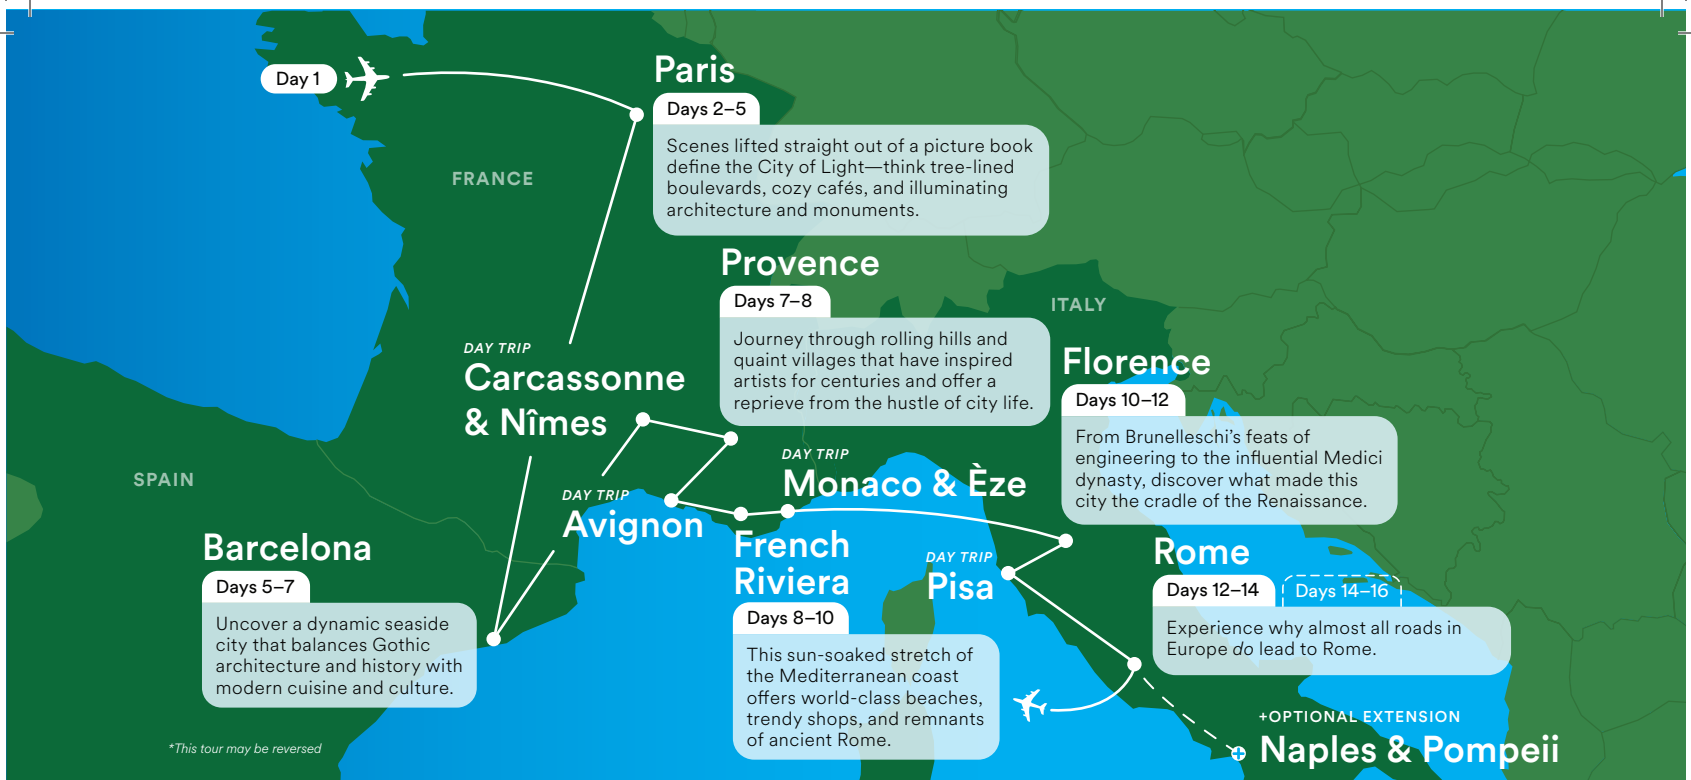 Day 1
Paris
Days 2–5
Scenes lifted straight out of a picture book
define the City of Light—think tree-lined
boulevards, cozy cafés, and illuminating
architecture and monuments.
FRANCE
Provence
Days 7–8
Journey through rolling hills and
quaint villages that have inspired
artists for centuries and offer a
reprieve from the hustle of city life.
ITALY
DAY TRIP
Carcassonne
& Nîmes
Florence
Days 10–12
From Brunelleschi’s feats of
engineering to the influential Medici
dynasty, discover what made this
city the cradle of the Renaissance.
SPAIN
DAY TRIP
Monaco & Èze
DAY TRIP
Avignon
Barcelona
Days 5–7
Uncover a dynamic seaside
city that balances Gothic
architecture and history with
modern cuisine and culture.
French
Riviera
Days 8–10
This sun-soaked stretch of
the Mediterranean coast
offers world-class beaches,
trendy shops, and remnants
of ancient Rome.
DAY TRIP
Pisa
Rome
Days 12–14
Days 14–16
Experience why almost all roads in
Europe do lead to Rome.
+OPTIONAL EXTENSION
Naples & Pompeii
*This tour may be reversed